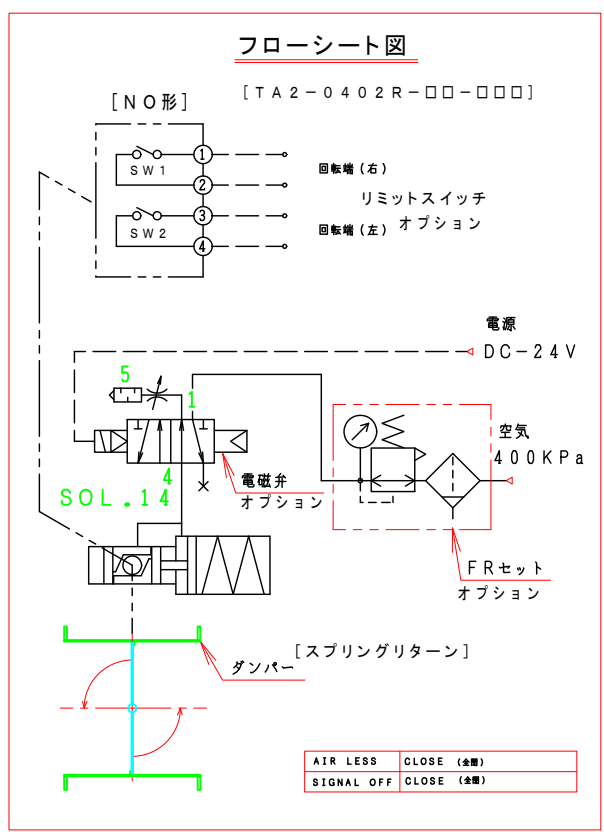 フローシート図
[TA2-0402R-□□-□□□]
[NO形]
SW1
1
2
回転端(右)
リミットスイッチ
オプション
SW2
3
4
回転端(左)
電源
DC-24V
5
1
空気
400KPa
4
SOL.14
電磁弁
オプション
FRセット
オプション
[スプリングリターン]
ダンパー
AIR LESS CLOSE (全閉)
SIGNAL OFF CLOSE (全閉)